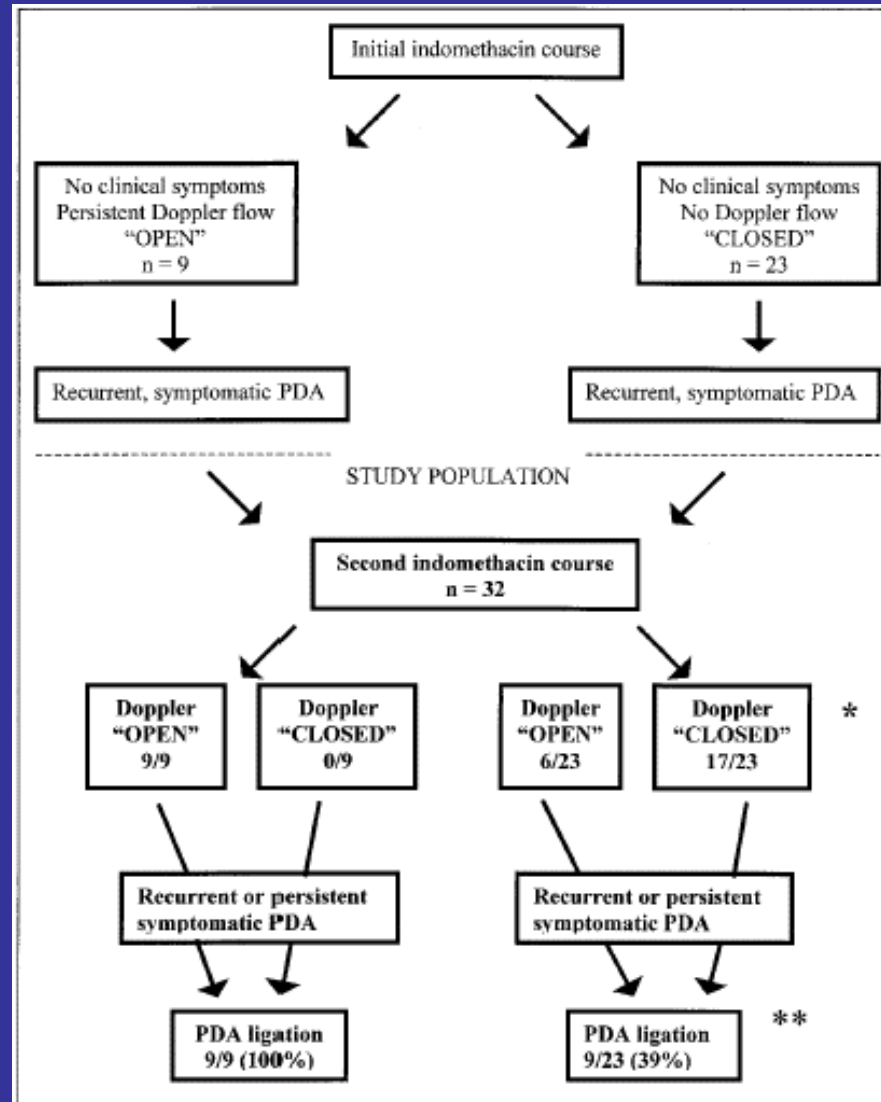 Initial indomethacin course
No clinical symptoms
Persistent Doppler flow
“OPEN”
n = 9
No clinical symptoms
No Doppler flow
“CLOSED”
n = 23
Recurrent, symptomatic PDA
Recurrent, symptomatic PDA
STUDY POPULATION
Second indomethacin course
n = 32
Doppler
“OPEN”
9/9
Doppler
“CLOSED”
0/9
Doppler
“OPEN”
6/23
Doppler
“CLOSED”
17/23
*
Recurrent or persistent
symptomatic PDA
Recurrent or persistent
symptomatic PDA
PDA ligation
9/9 (100%)
PDA ligation
9/23 (39%)
**